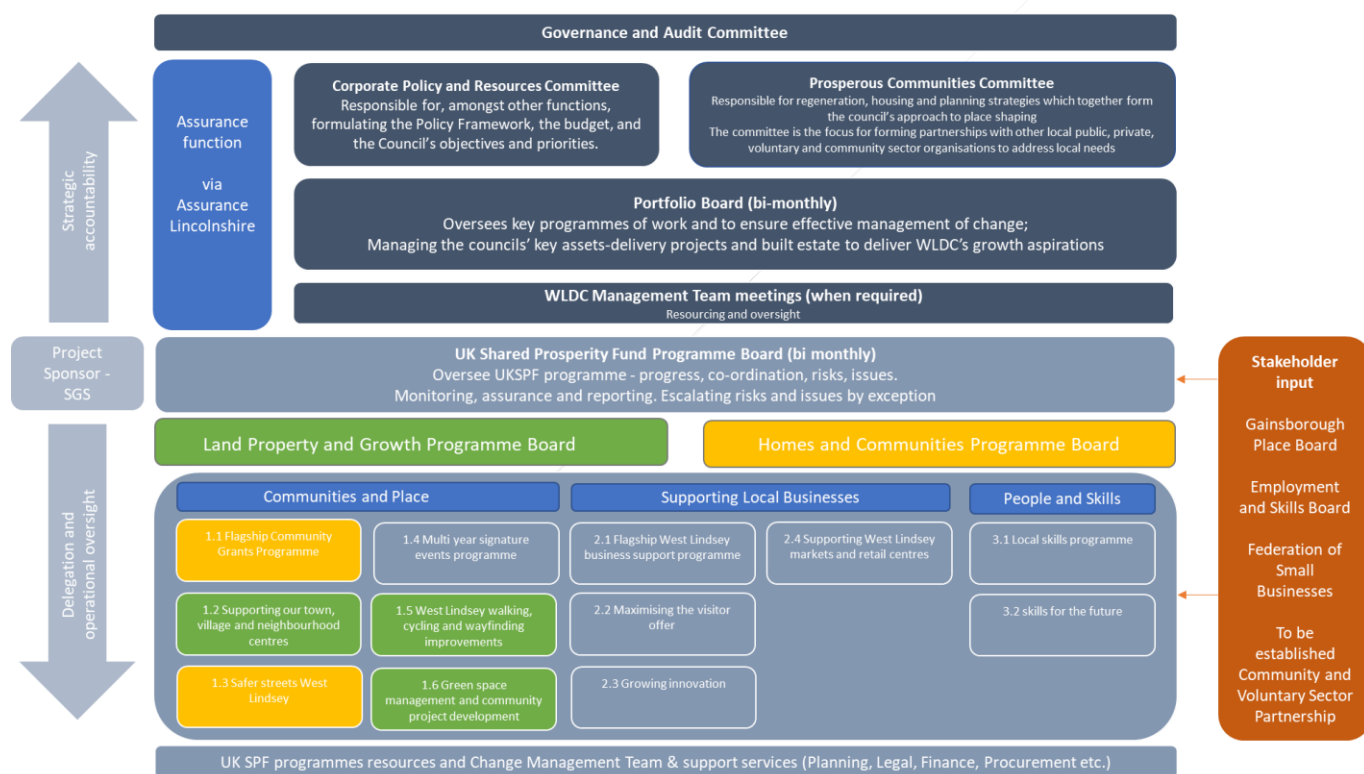 Governance and Audit Committee
Strategic
accountability
Assurance
function
via
Assurance
Lincolnshire
Corporate Policy and Resources Committee
Responsible for, amongst other functions,
formulating the Policy Framework, the budget, and
the Council's objectives and priorities.
Prosperous Communities Committee
Responsible for regeneration, housing and planning strategies which together form
the council's approach to place shaping
The committee is the focus for forming partnerships with other local public, private,
voluntary and community sector organisations to address local needs
Portfolio Board (bi-monthly)
Oversees key programmes of work and to ensure effective management of change;
Managing the councils' key assets-delivery projects and built estate to deliver WLDC's growth aspirations
WLDC Management Team meetings (when required)
Resourcing and oversight
Project
Sponsor -
SGS
UK Shared Prosperity Fund Programme Board (bi monthly)
Oversee UKSPF programme - progress, co-ordination, risks, issues.
Monitoring, assurance and reporting. Escalating risks and issues by exception
Land Property and Growth Programme Board
Homes and Communities Programme Board
Delegation and
operational oversight
Communities and Place
1.1 Flagship Community
Grants Programme
1.4 Multi year signature
events programme
1.2 Supporting our town,
village and neighbourhood
centres
1.5 West Lindsey walking,
cycling and wayfinding
improvements
1.3 Safer streets West
Lindsey
1.6 Green space
management and community
project development
Supporting Local Businesses
2.1 Flagship West Lindsey
business support programme
2.4 Supporting West Lindsey
markets and retail centres
2.2 Maximising the visitor
offer
2.3 Growing innovation
People and Skills
3.1 Local skills programme
3.2 skills for the future
Stakeholder
input
Gainsborough
Place Board
Employment
and Skills Board
Federation of
Small
Businesses
To be
established
Community and
Voluntary Sector
Partnership
UK SPF programmes resources and Change Management Team & support services (Planning, Legal, Finance, Procurement etc.)